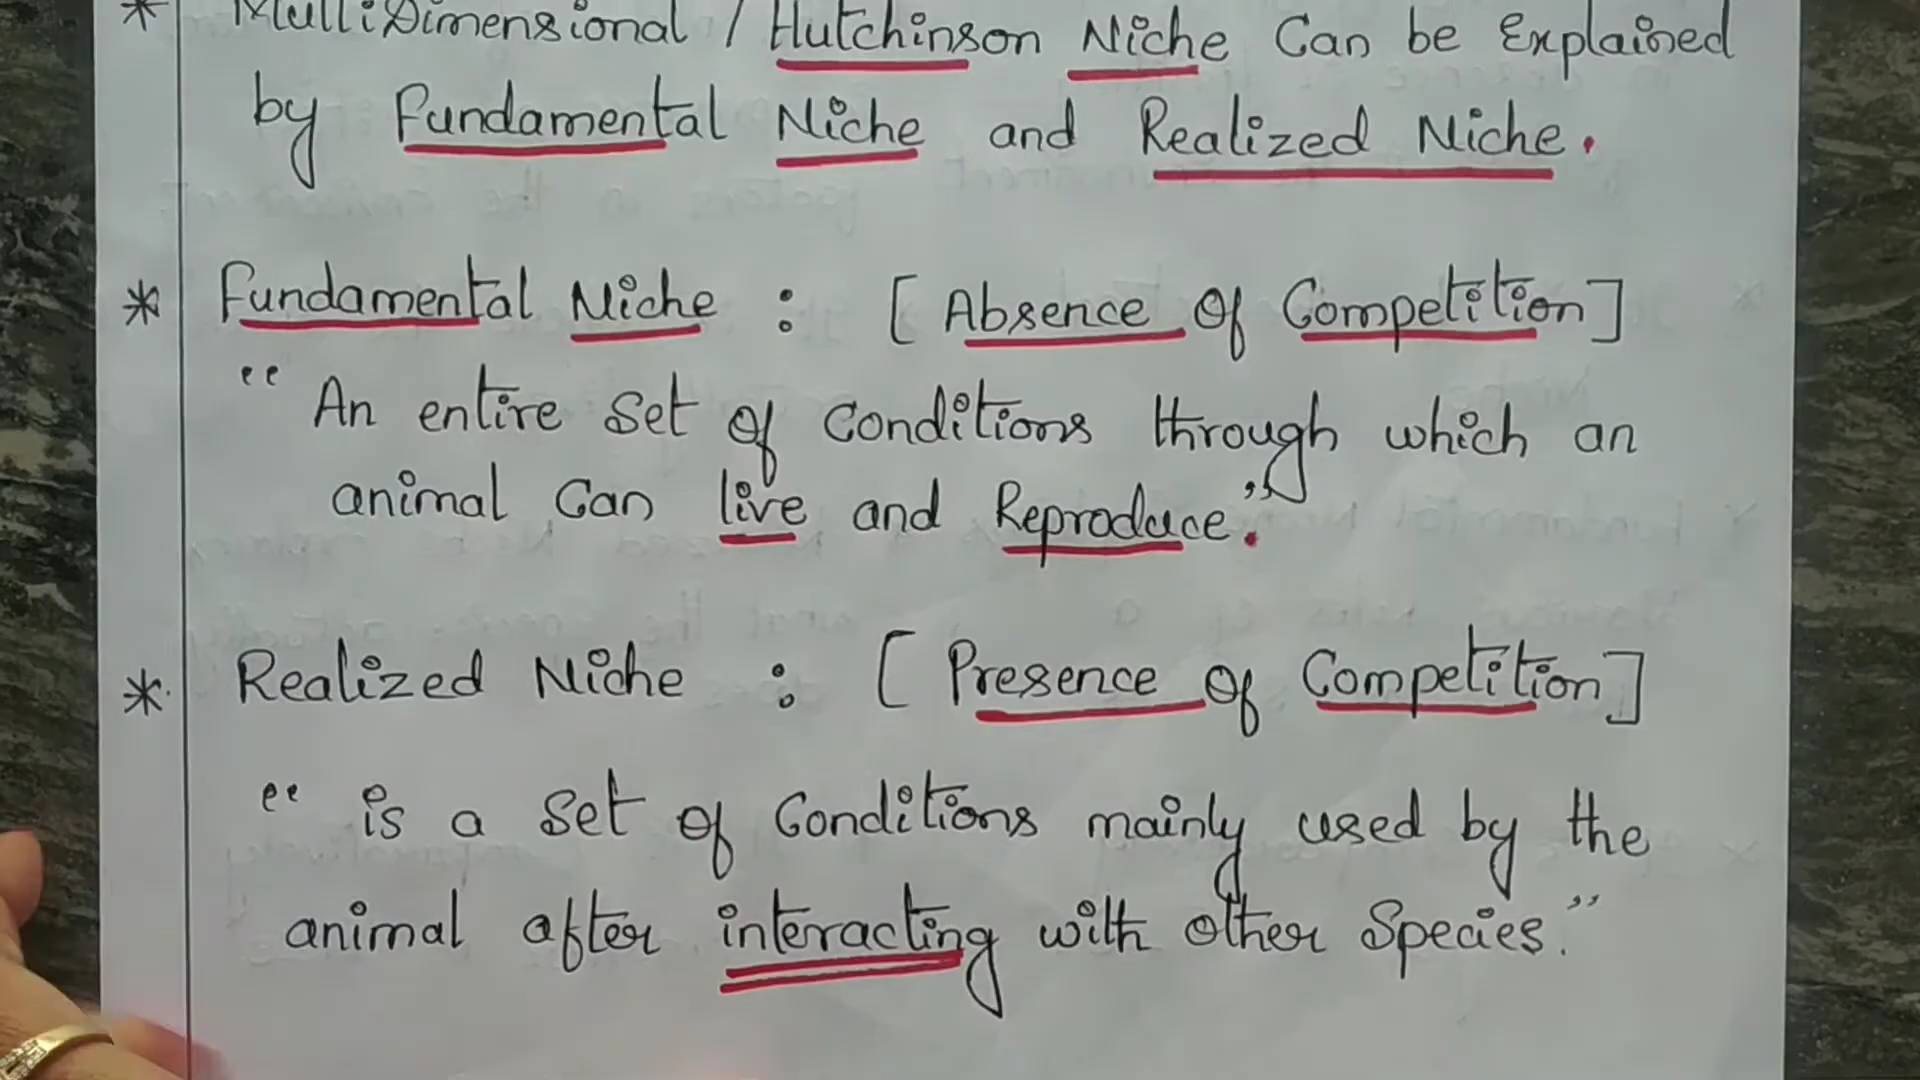 * MultiDimensional / Hutchinson Niche Can be Explained
by Fundamental Niche and Realized Niche.
* Fundamental Niche : [ Absence of Competition ]
" An entire Set of Conditions through which an
animal Can live and Reproduce".
* Realized Niche : [ Presence of Competition ]
" is a Set of Conditions mainly used by the
animal after interacting with other Species."